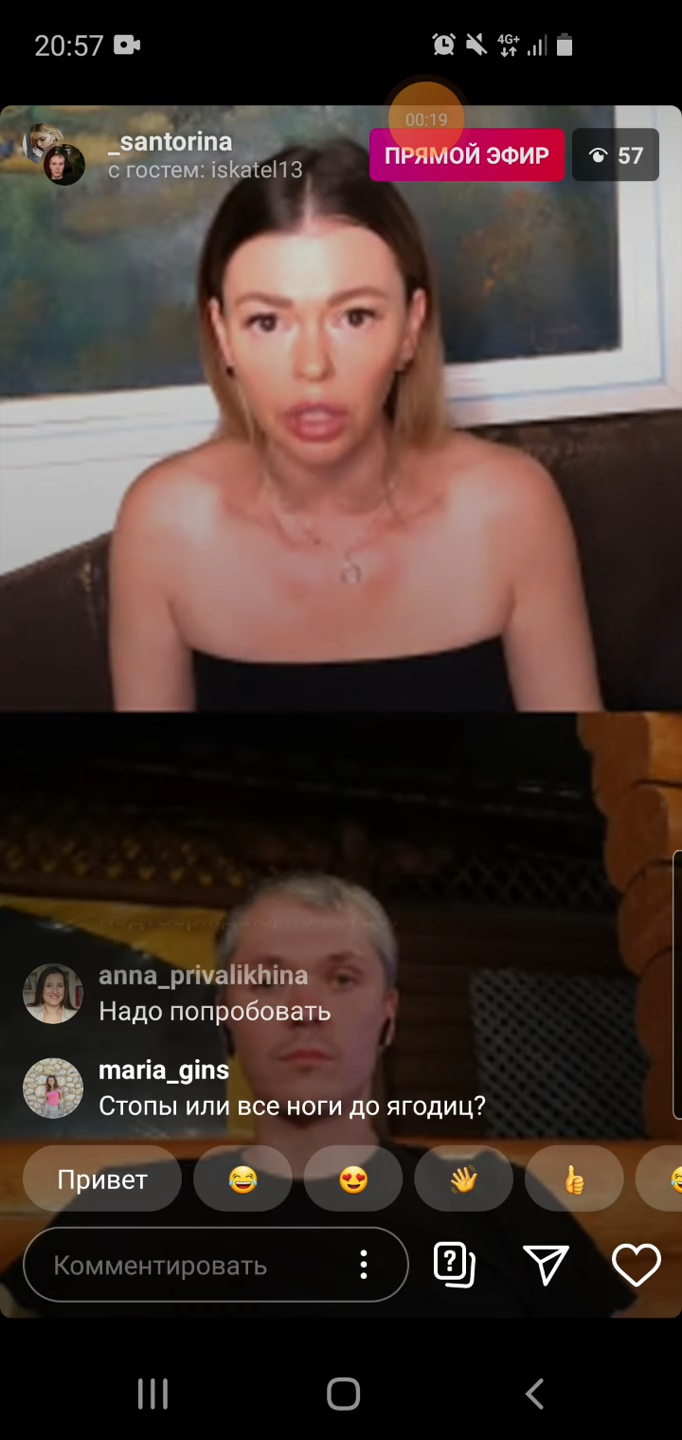 20:57
4G+
00:19
_santorina
с гостем: iskatel13
ПРЯМОЙ ЭФИР
57
anna_privalikhina
Надо попробовать
maria_gins
Стопы или все ноги до ягодиц?
Привет
Комментировать